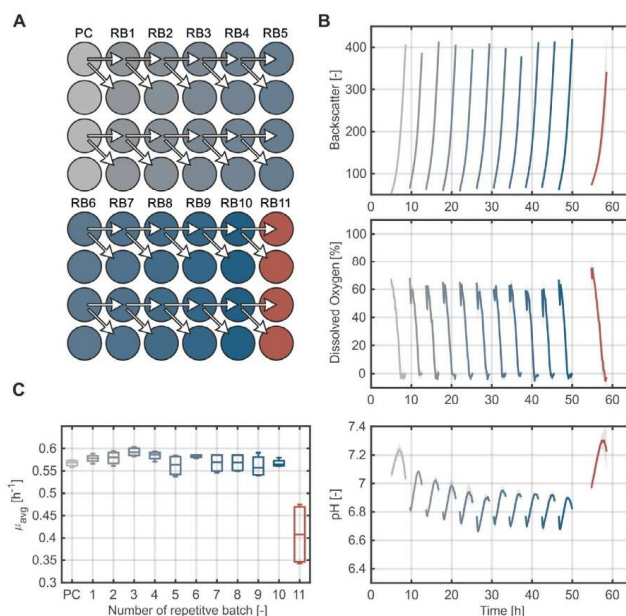 A
PC RB1 RB2 RB3 RB4 RB5
RB6 RB7 RB8 RB9 RB10 RB11
B
Backscatter [-]
400
300
200
100
0 10 20 30 40 50 60
Dissolved Oxygen [%]
100
80
60
40
20
0
0 10 20 30 40 50 60
pH [-]
7.4
7.2
7
6.8
6.6
6.4
0 10 20 30 40 50 60
Time [h]
C
μavg [h-1]
0.6
0.55
0.5
0.45
0.4
0.35
0.3
PC 1 2 3 4 5 6 7 8 9 10 11
Number of repetitve batch [-]